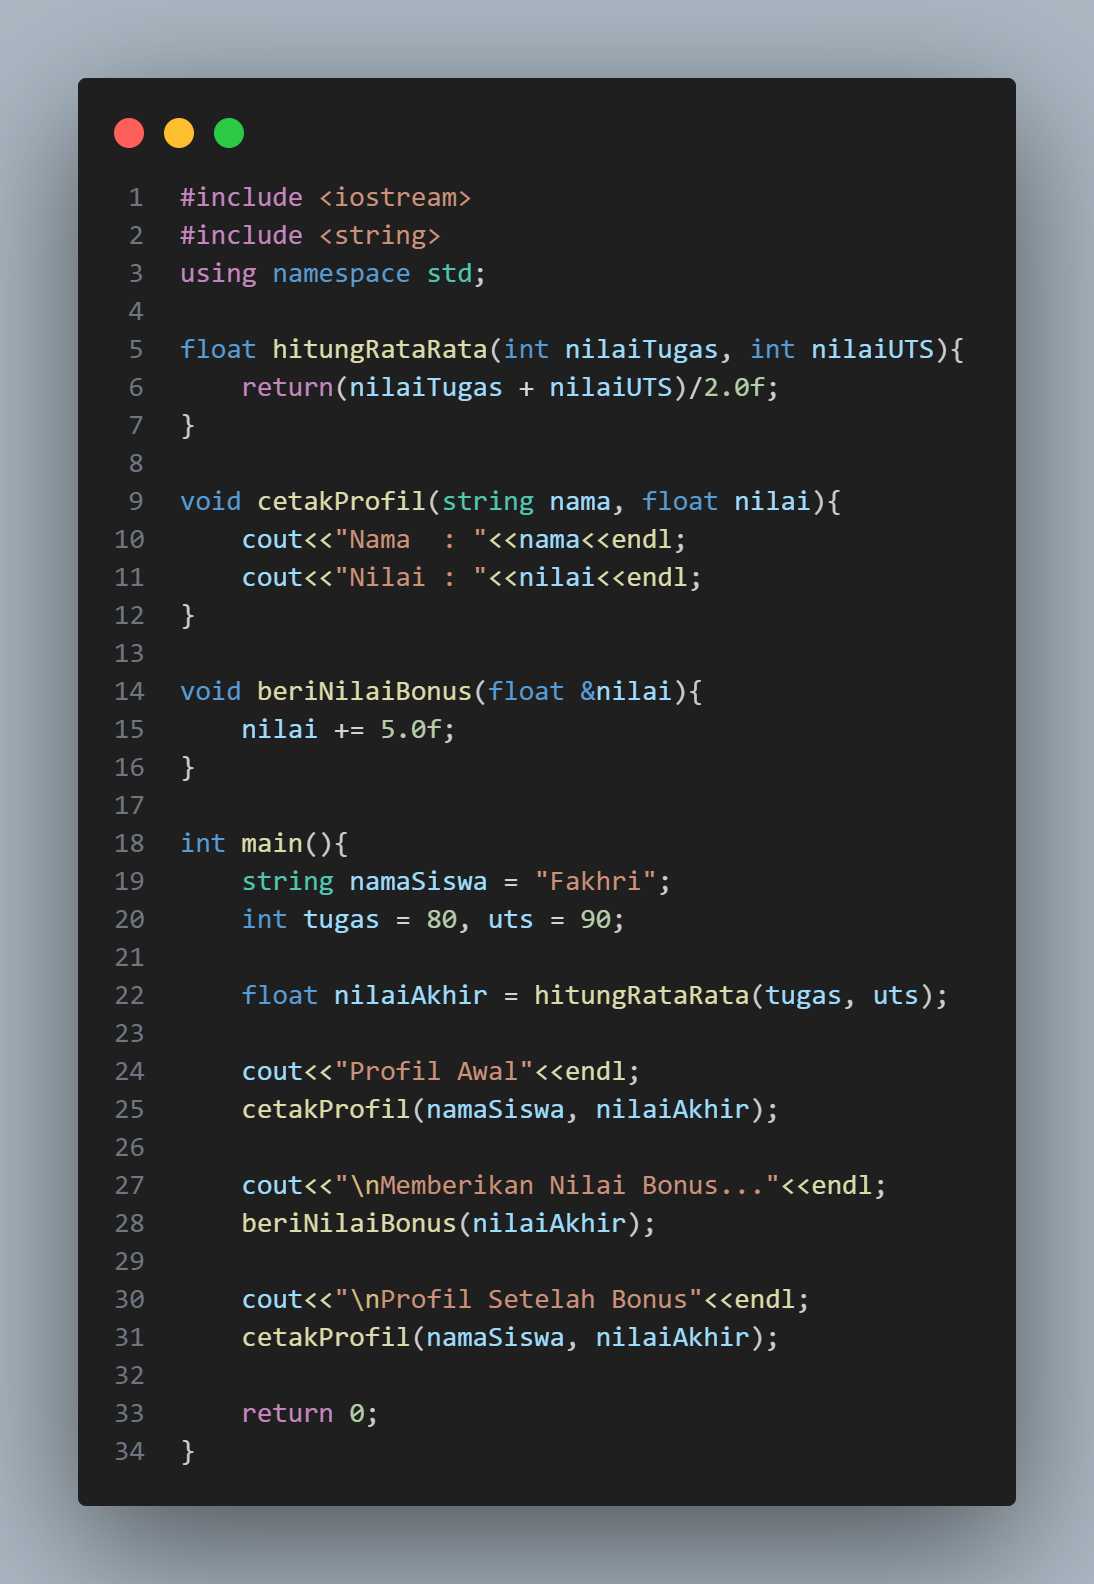 1 #include <iostream>
2 #include <string>
3 using namespace std;
4
5 float hitungRataRata(int nilaiTugas, int nilaiUTS){
6     return(nilaiTugas + nilaiUTS)/2.0f;
7 }
8
9 void cetakProfil(string nama, float nilai){
10     cout<<"Nama  : "<<nama<<endl;
11     cout<<"Nilai : "<<nilai<<endl;
12 }
13
14 void beriNilaiBonus(float &nilai){
15     nilai += 5.0f;
16 }
17
18 int main(){
19     string namaSiswa = "Fakhri";
20     int tugas = 80, uts = 90;
21
22     float nilaiAkhir = hitungRataRata(tugas, uts);
23
24     cout<<"Profil Awal"<<endl;
25     cetakProfil(namaSiswa, nilaiAkhir);
26
27     cout<<"\nMemberikan Nilai Bonus..."<<endl;
28     beriNilaiBonus(nilaiAkhir);
29
30     cout<<"\nProfil Setelah Bonus"<<endl;
31     cetakProfil(namaSiswa, nilaiAkhir);
32
33     return 0;
34 }